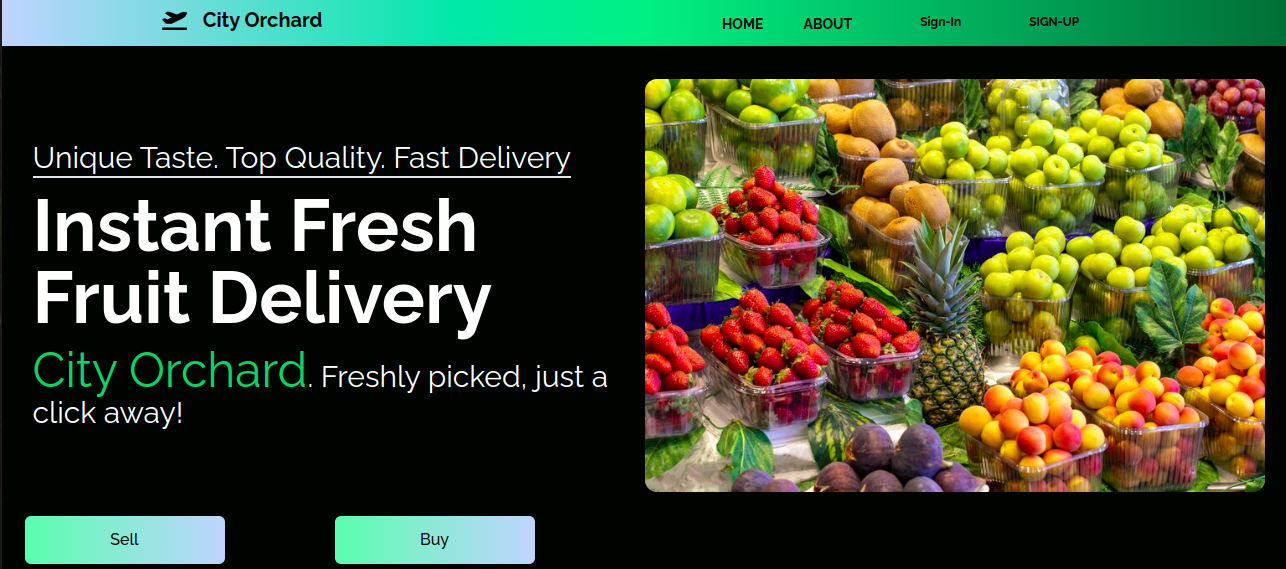 City Orchard
HOME
ABOUT
Sign-In
SIGN-UP
Unique Taste. Top Quality. Fast Delivery
Instant Fresh
Fruit Delivery
City Orchard. Freshly picked, just a
click away!
Sell
Buy